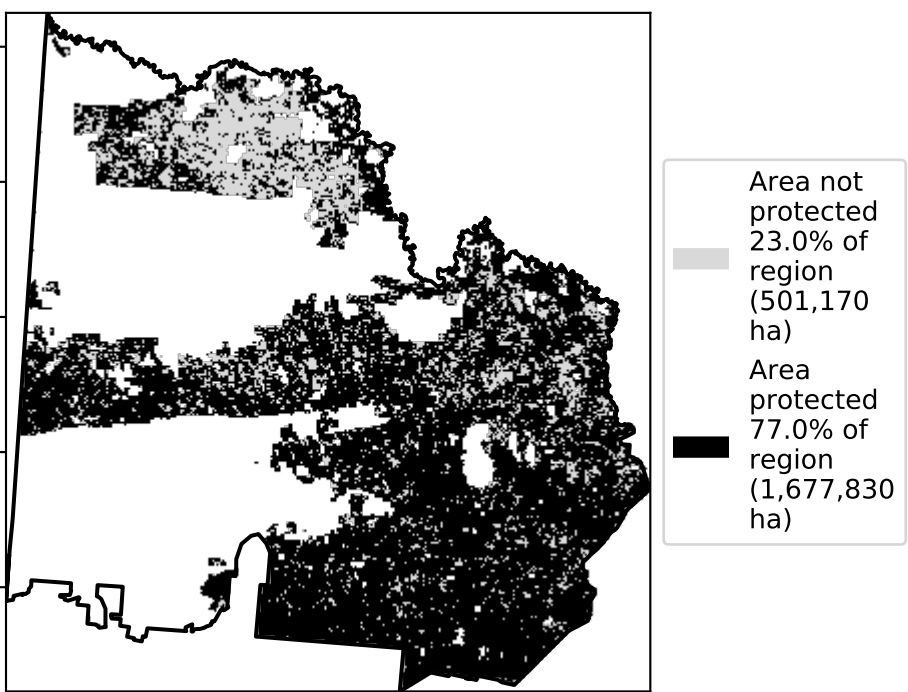 Area not
protected
23.0% of
region
(501,170
ha)
Area
protected
77.0% of
region
(1,677,830
ha)